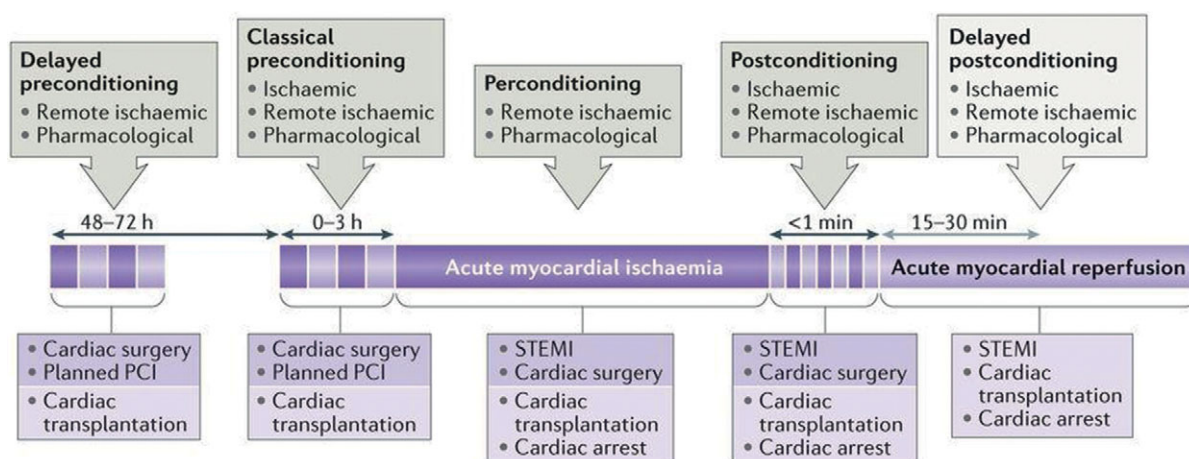 Delayed
preconditioning
• Remote ischaemic
• Pharmacological
Classical
preconditioning
• Ischaemic
• Remote ischaemic
• Pharmacological
Perconditioning
• Remote ischaemic
• Pharmacological
Postconditioning
• Ischaemic
• Remote ischaemic
• Pharmacological
Delayed
postconditioning
• Ischaemic
• Remote ischaemic
• Pharmacological
48–72 h
0–3 h
<1 min
15–30 min
Acute myocardial ischaemia
Acute myocardial reperfusion
• Cardiac surgery
• Planned PCI
• Cardiac
transplantation
• Cardiac surgery
• Planned PCI
• Cardiac
transplantation
• STEMI
• Cardiac surgery
• Cardiac
transplantation
• Cardiac arrest
• STEMI
• Cardiac surgery
• Cardiac
transplantation
• Cardiac arrest
• STEMI
• Cardiac
transplantation
• Cardiac arrest